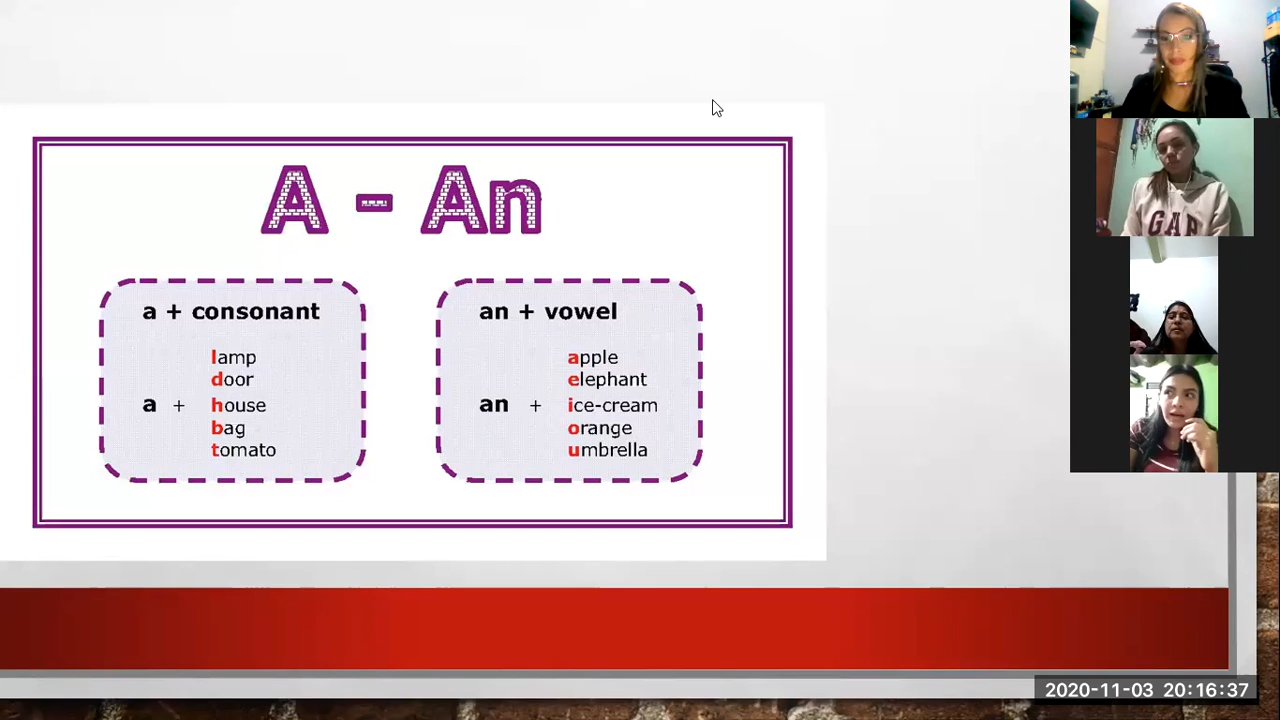 A - An
a + consonant
lamp
door
a + house
bag
tomato
an + vowel
apple
elephant
an + ice-cream
orange
umbrella
GAP
2020-11-03 20:16:37